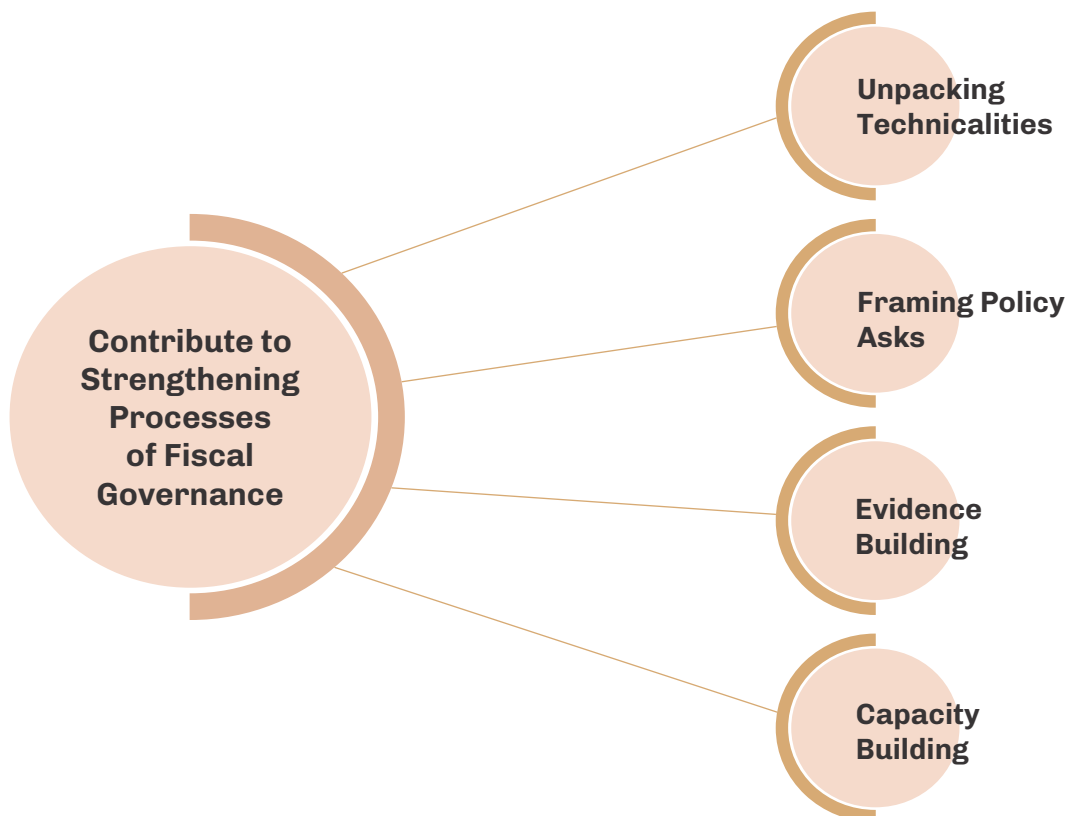 Contribute to
Strengthening
Processes
of Fiscal
Governance
Unpacking
Technicalities
Framing Policy
Asks
Evidence
Building
Capacity
Building